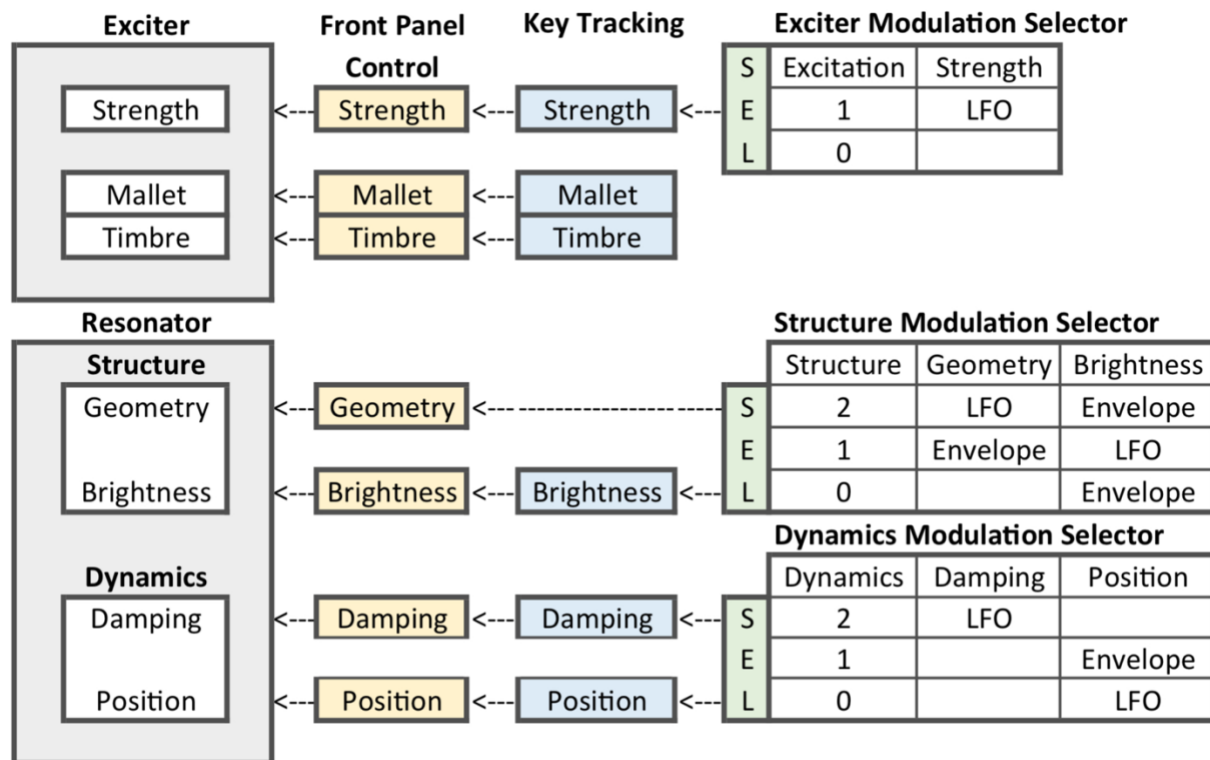 Exciter Front Panel Key Tracking Exciter Modulation Selector
Control
S Excitation Strength
Strength <--- Strength <--- Strength <--- E 1 LFO
L 0
Mallet <--- Mallet <--- Mallet
Timbre <--- Timbre <--- Timbre
Resonator Structure Modulation Selector
Structure Structure Geometry Brightness
Geometry <--- Geometry <--- ---------------- S 2 LFO Envelope
E 1 Envelope LFO
Brightness <--- Brightness <--- Brightness <--- L 0 Envelope
Dynamics Modulation Selector
Dynamics Dynamics Damping Position
Damping <--- Damping <--- Damping <--- S 2 LFO
E 1 Envelope
Position <--- Position <--- Position <--- L 0 LFO